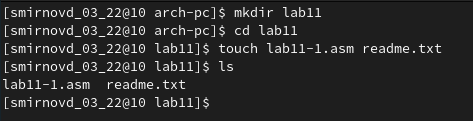 [smirnovd_03_22@10 arch-pc]$ mkdir lab11
[smirnovd_03_22@10 arch-pc]$ cd lab11
[smirnovd_03_22@10 lab11]$ touch lab11-1.asm readme.txt
[smirnovd_03_22@10 lab11]$ ls
lab11-1.asm  readme.txt
[smirnovd_03_22@10 lab11]$